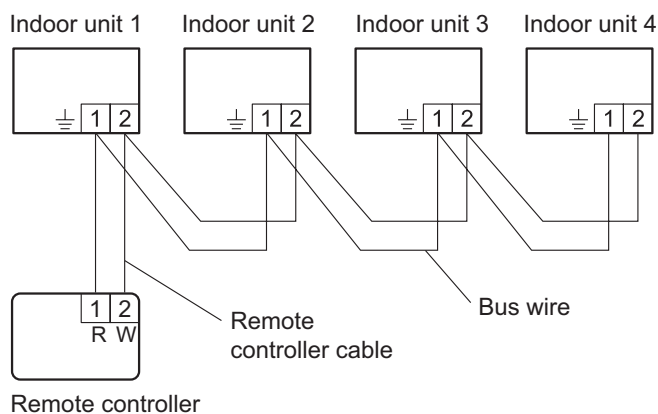 Indoor unit 1 Indoor unit 2 Indoor unit 3 Indoor unit 4
1 2 1 2 1 2 1 2
1 2
R W
Remote
controller cable
Bus wire
Remote controller